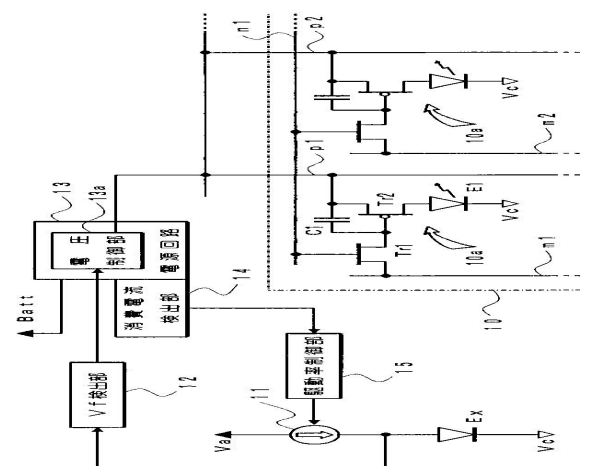 Batt
13
13a
電圧
制御部
電源回路
消費電流
検出部
14
Vf検出部
12
駆動率制御部
15
11
Va
Ex
Vc
10
n1
p2
p1
C1
Tr2
Tr1
E1
10a
Vc
m1
10a
Vc
m2